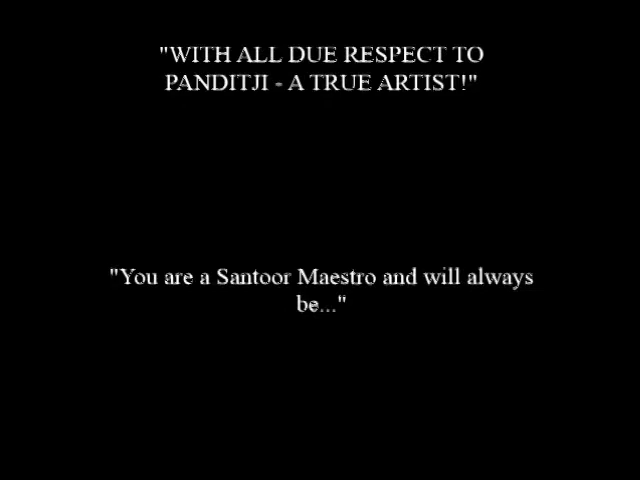 "WITH ALL DUE RESPECT TO
PANDITJI - A TRUE ARTIST!"
"You are a Santoor Maestro and will always
be..."